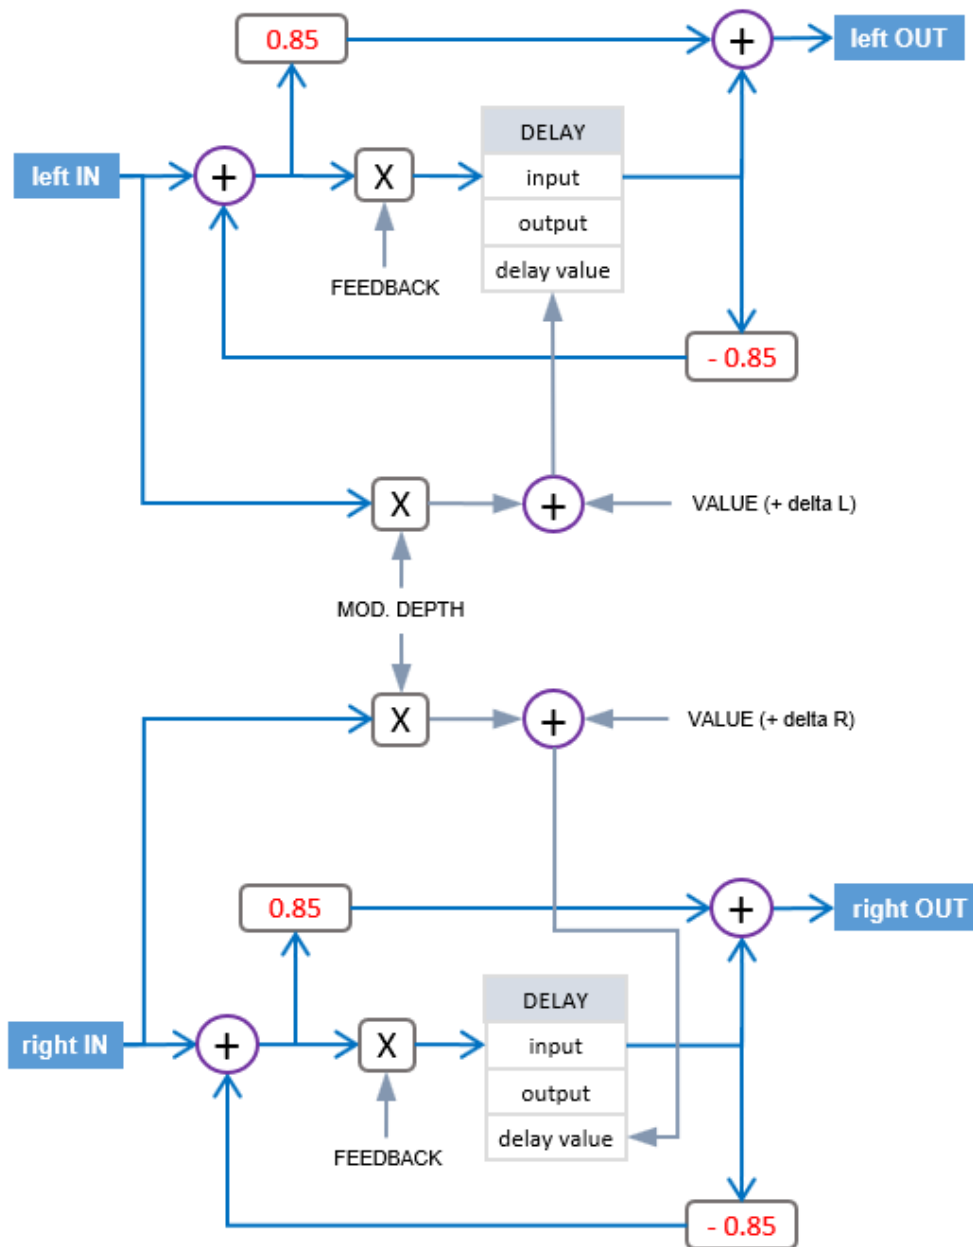 0.85
+
left OUT
DELAY
left IN
+
X
input
output
delay value
FEEDBACK
- 0.85
X
+
VALUE (+ delta L)
MOD. DEPTH
X
+
VALUE (+ delta R)
0.85
+
right OUT
DELAY
right IN
+
X
input
output
delay value
FEEDBACK
- 0.85